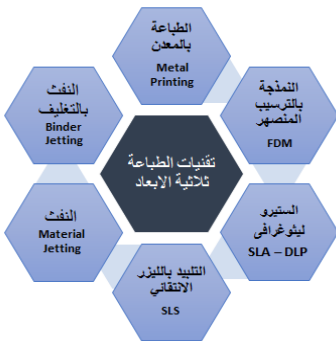 الطباعة
بالمعدن
Metal
Printing
النمذجة
بالترسيب
المنصهر
FDM
الستيرو
ليثوغرافى
SLA – DLP
التلبيد بالليزر
الانتقائي
SLS
النفث
Material
Jetting
النفث
بالتغليف
Binder
Jetting
تقنيات الطباعة
ثلاثية الابعاد